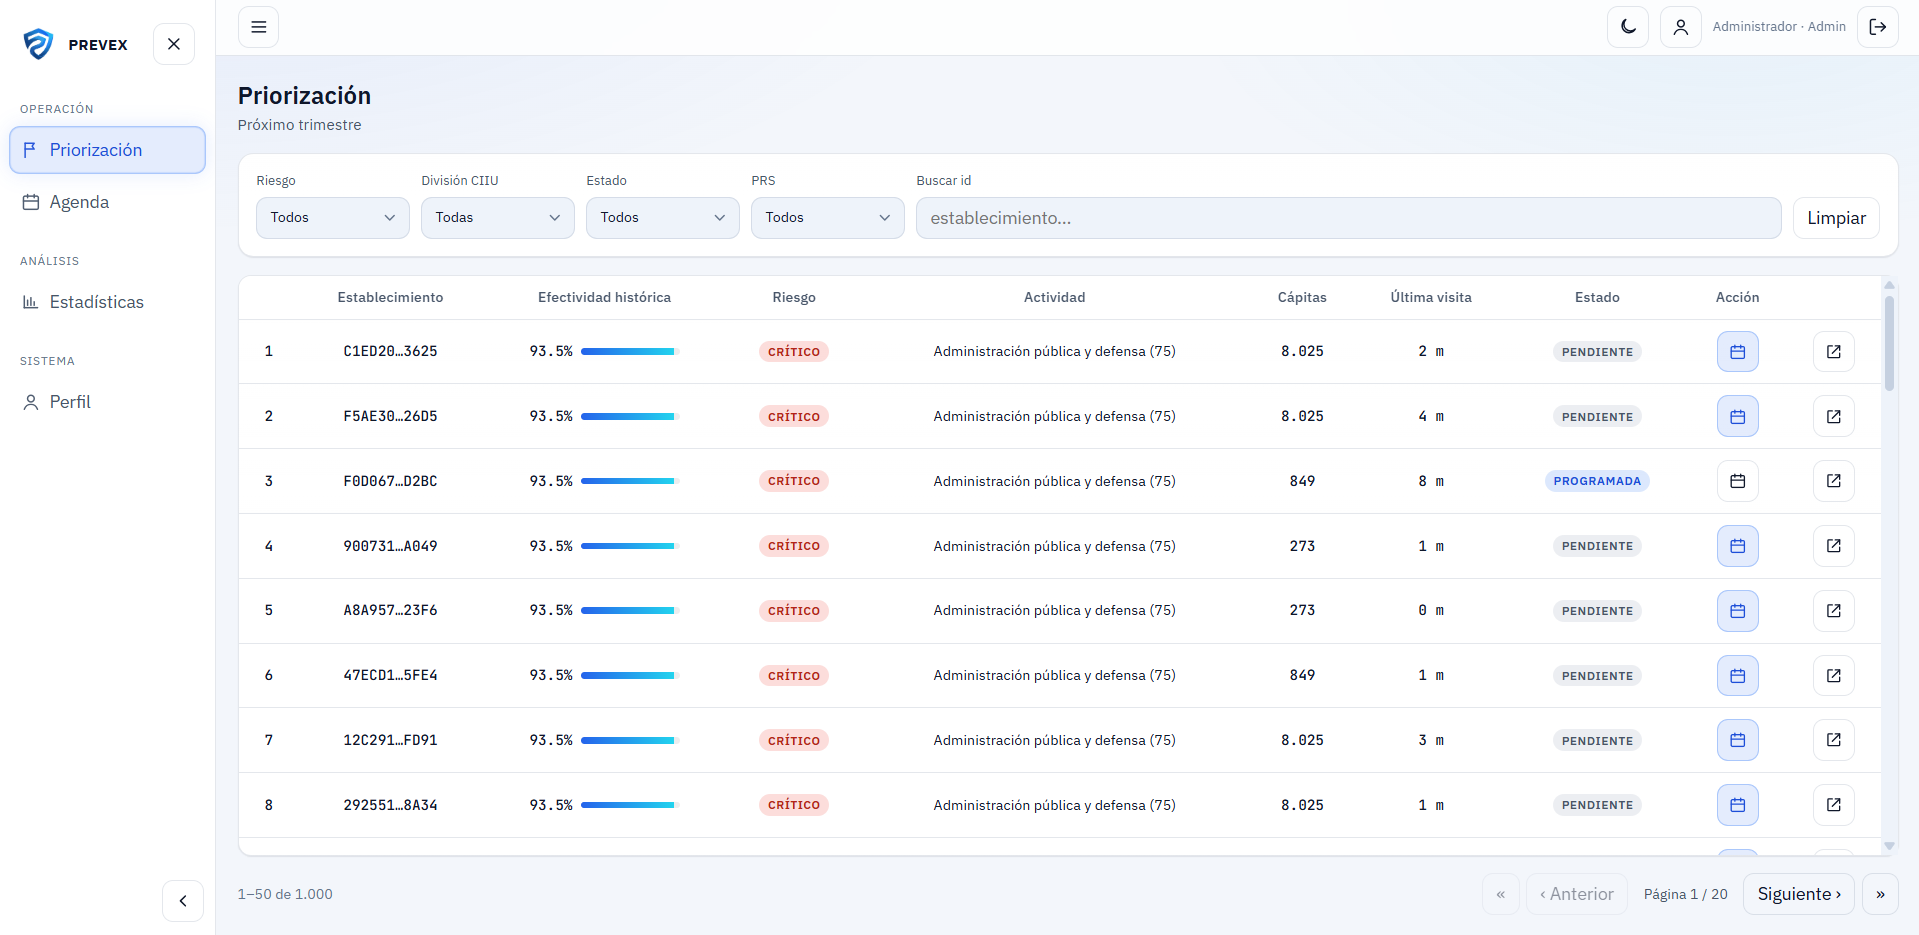 PREVEX
Administrador · Admin
OPERACIÓN
Priorización
Agenda
ANÁLISIS
Estadísticas
SISTEMA
Perfil
Priorización
Próximo trimestre
Riesgo División CIIU Estado PRS Buscar id
Todos Todas Todos Todos establecimiento... Limpiar
Establecimiento Efectividad histórica Riesgo Actividad Cápitas Última visita Estado Acción
1 C1ED20…3625 93.5% CRÍTICO Administración pública y defensa (75) 8.025 2 m PENDIENTE
2 F5AE30…26D5 93.5% CRÍTICO Administración pública y defensa (75) 8.025 4 m PENDIENTE
3 F0D067…D2BC 93.5% CRÍTICO Administración pública y defensa (75) 849 8 m PROGRAMADA
4 900731…A049 93.5% CRÍTICO Administración pública y defensa (75) 273 1 m PENDIENTE
5 A8A957…23F6 93.5% CRÍTICO Administración pública y defensa (75) 273 0 m PENDIENTE
6 47ECD1…5FE4 93.5% CRÍTICO Administración pública y defensa (75) 849 1 m PENDIENTE
7 12C291…FD91 93.5% CRÍTICO Administración pública y defensa (75) 8.025 3 m PENDIENTE
8 292551…8A34 93.5% CRÍTICO Administración pública y defensa (75) 8.025 1 m PENDIENTE
1–50 de 1.000 « ‹ Anterior Página 1 / 20 Siguiente › »